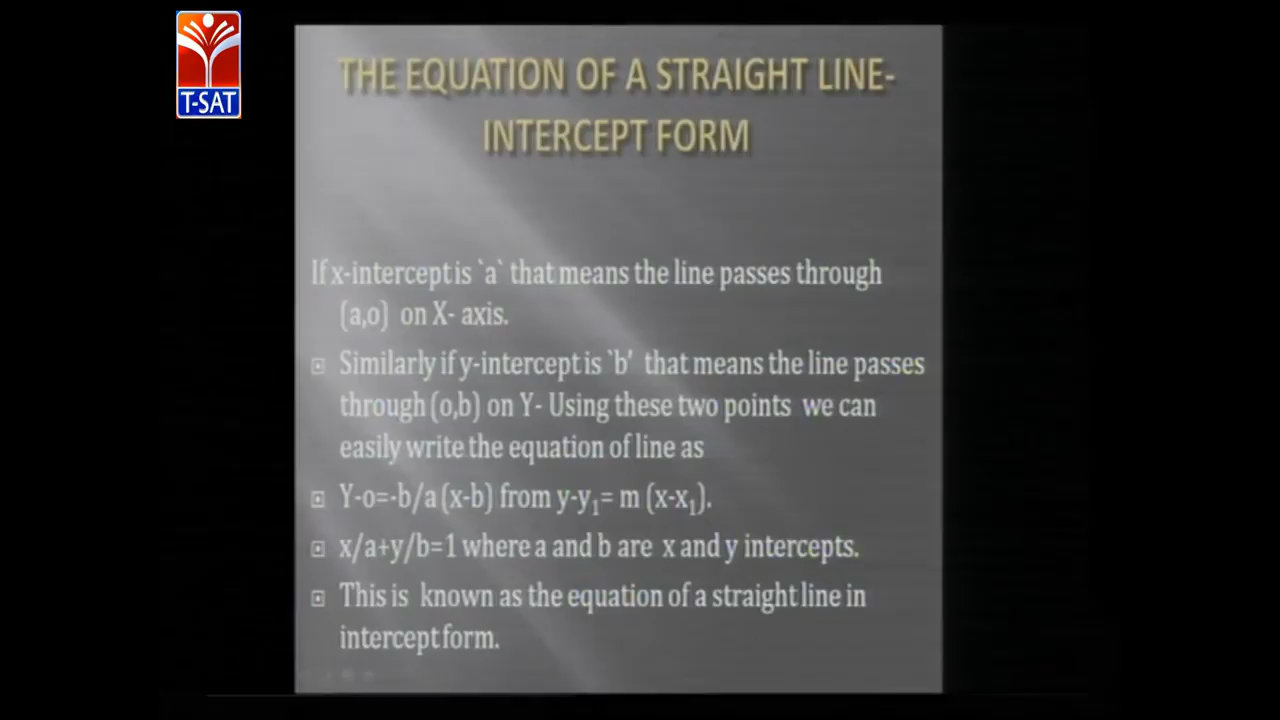 T-SAT
THE EQUATION OF A STRAIGHT LINE-
INTERCEPT FORM
If x-intercept is `a` that means the line passes through
(a,o) on X- axis.
Similarly if y-intercept is `b' that means the line passes
through (o,b) on Y- Using these two points we can
easily write the equation of line as
Y-o=-b/a (x-b) from y-y₁= m (x-x₁).
x/a+y/b=1 where a and b are x and y intercepts.
This is known as the equation of a straight line in
intercept form.